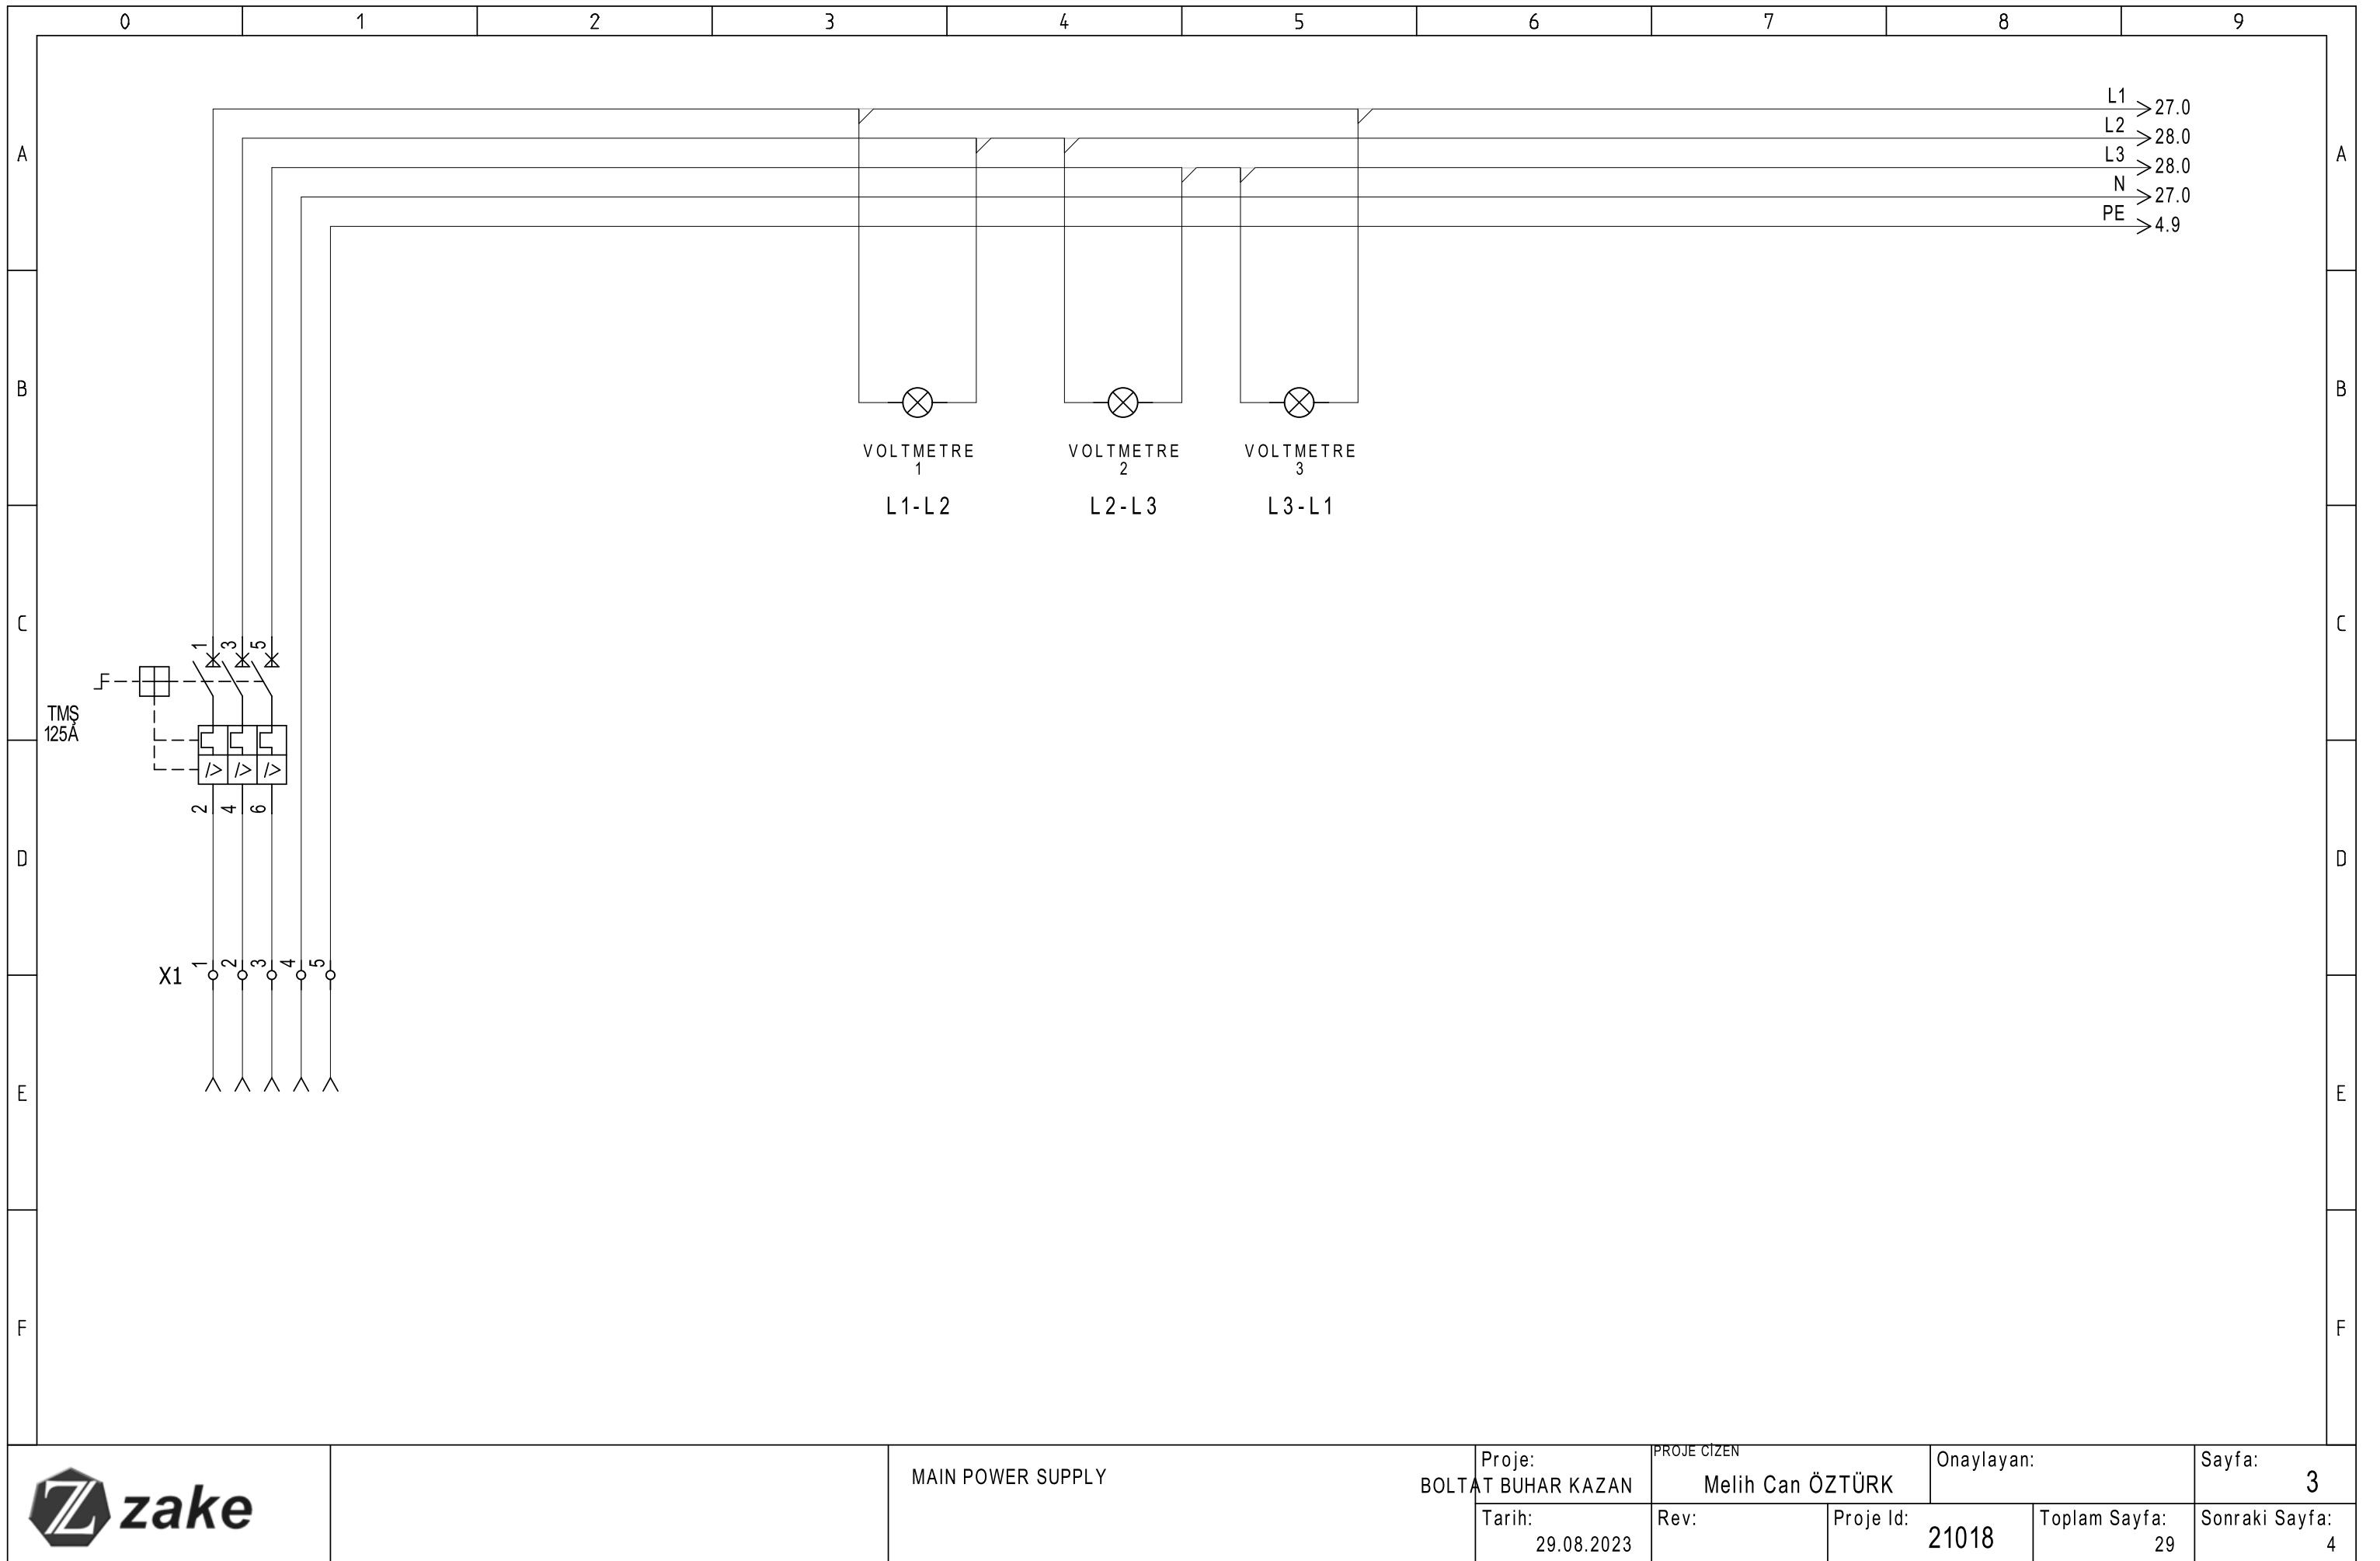 0 1 2 3 4 5 6 7 8 9
L1 27.0
L2 28.0
A L3 28.0 A
N 27.0
PE 4.9
B B
VOLTMETRE VOLTMETRE VOLTMETRE
1 2 3
L1-L2 L2-L3 L3-L1
C C
1 3 5
TMŞ
125A
I> I> I>
2 4 6
D D
X1 1 2 3 4 5
E E
F F
zake
MAIN POWER SUPPLY
Proje:
BOLTAT BUHAR KAZAN
PROJE CİZEN
Melih Can ÖZTÜRK
Onaylayan:
Sayfa:
3
Tarih:
29.08.2023
Rev:
Proje Id:
21018
Toplam Sayfa:
29
Sonraki Sayfa:
4